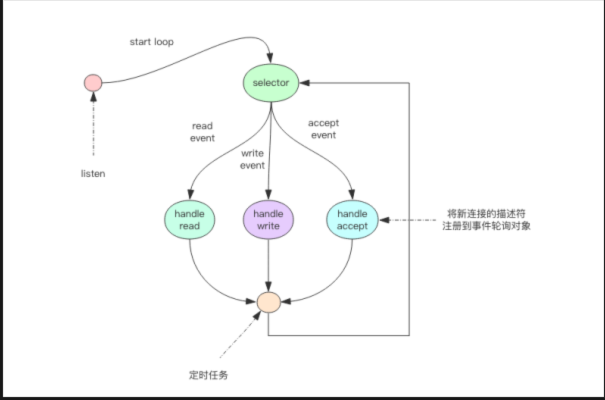 start loop
selector
read
event
write
event
accept
event
listen
handle
read
handle
write
handle
accept
将新连接的描述符
注册到事件轮询对象
定时任务